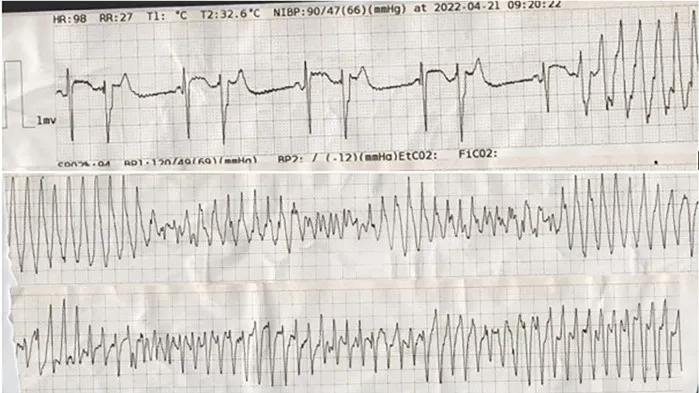 HR:98 RR:27 T1: °C T2:32.6°C NIBP:90/47(66)(mmHg) at 2022-04-21 09:20:22
1mv
BP1:120/49(69)(mmHg) BP2: / (-12)(mmHg)EtCO2: FiCO2: